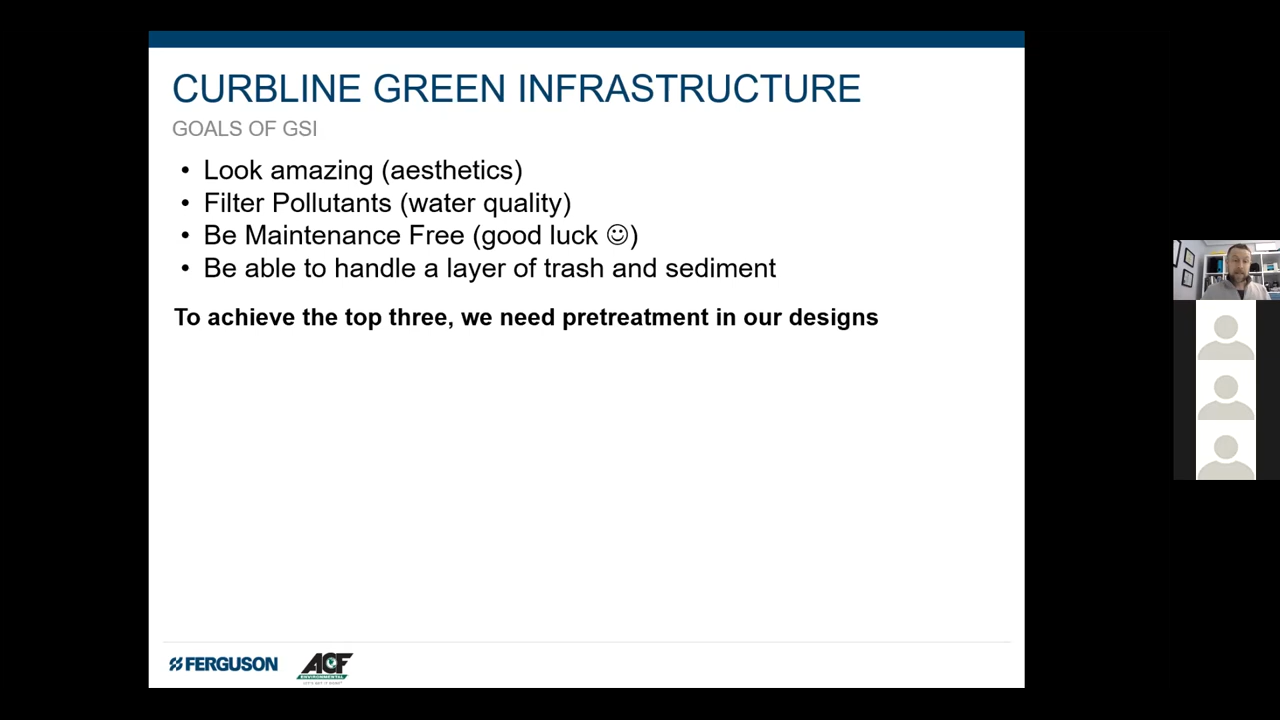 CURBLINE GREEN INFRASTRUCTURE
GOALS OF GSI
• Look amazing (aesthetics)
• Filter Pollutants (water quality)
• Be Maintenance Free (good luck ☺)
• Be able to handle a layer of trash and sediment
To achieve the top three, we need pretreatment in our designs
FERGUSON
ACF
ENVIRONMENTAL